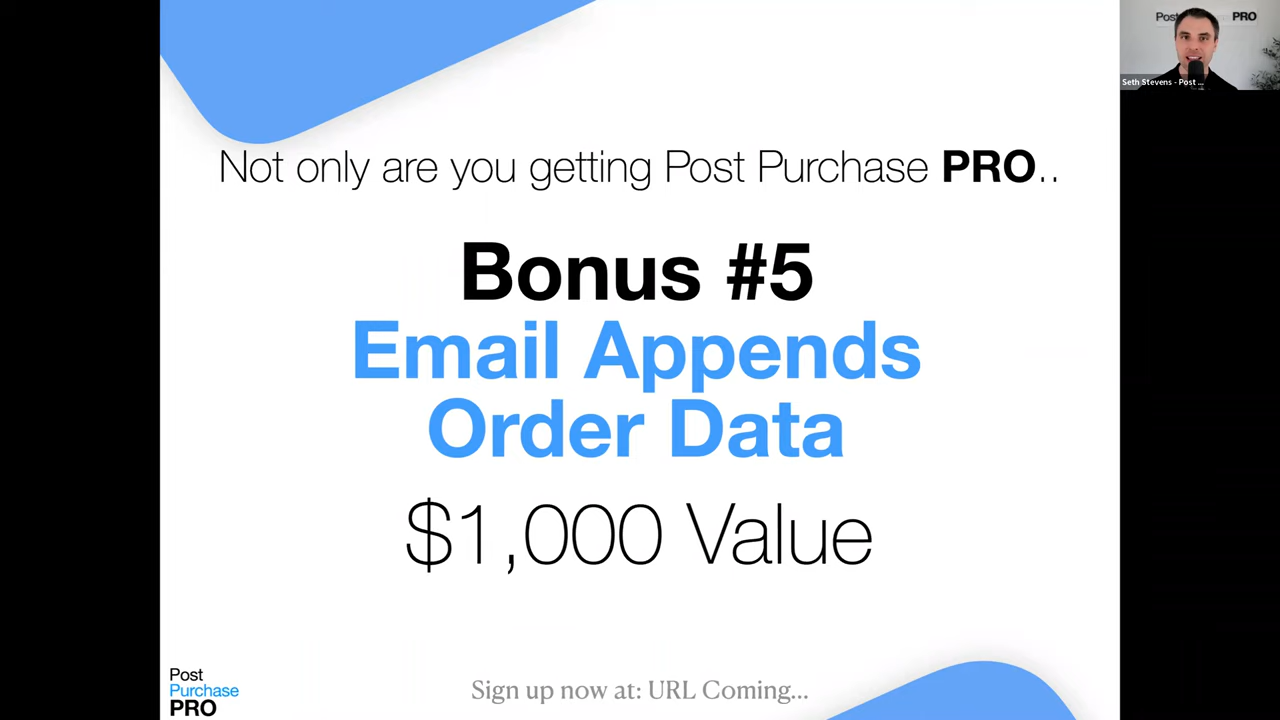 Not only are you getting Post Purchase PRO..
Bonus #5
Email Appends
Order Data
$1,000 Value
Sign up now at: URL Coming...
Post
Purchase
PRO
PRO
Seth Stevens - Post ...